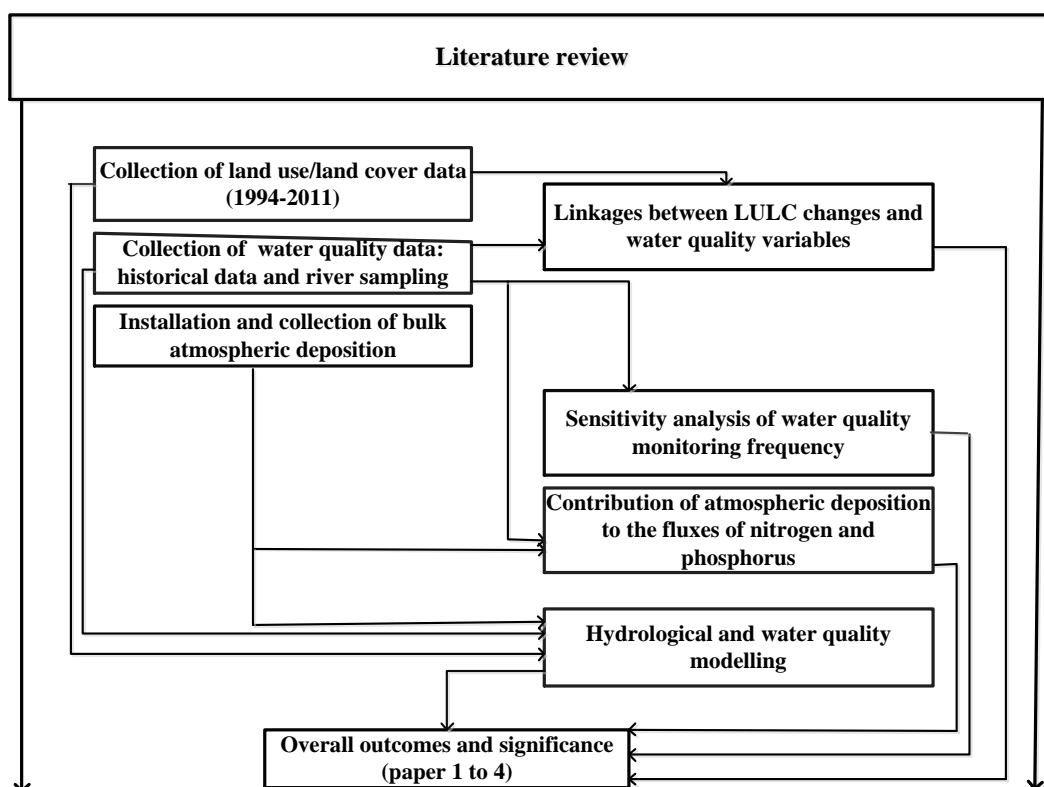 Literature review
Collection of land use/land cover data
(1994-2011)
Linkages between LULC changes and
water quality variables
Collection of water quality data:
historical data and river sampling
Installation and collection of bulk
atmospheric deposition
Sensitivity analysis of water quality
monitoring frequency
Contribution of atmospheric deposition
to the fluxes of nitrogen and
phosphorus
Hydrological and water quality
modelling
Overall outcomes and significance
(paper 1 to 4)